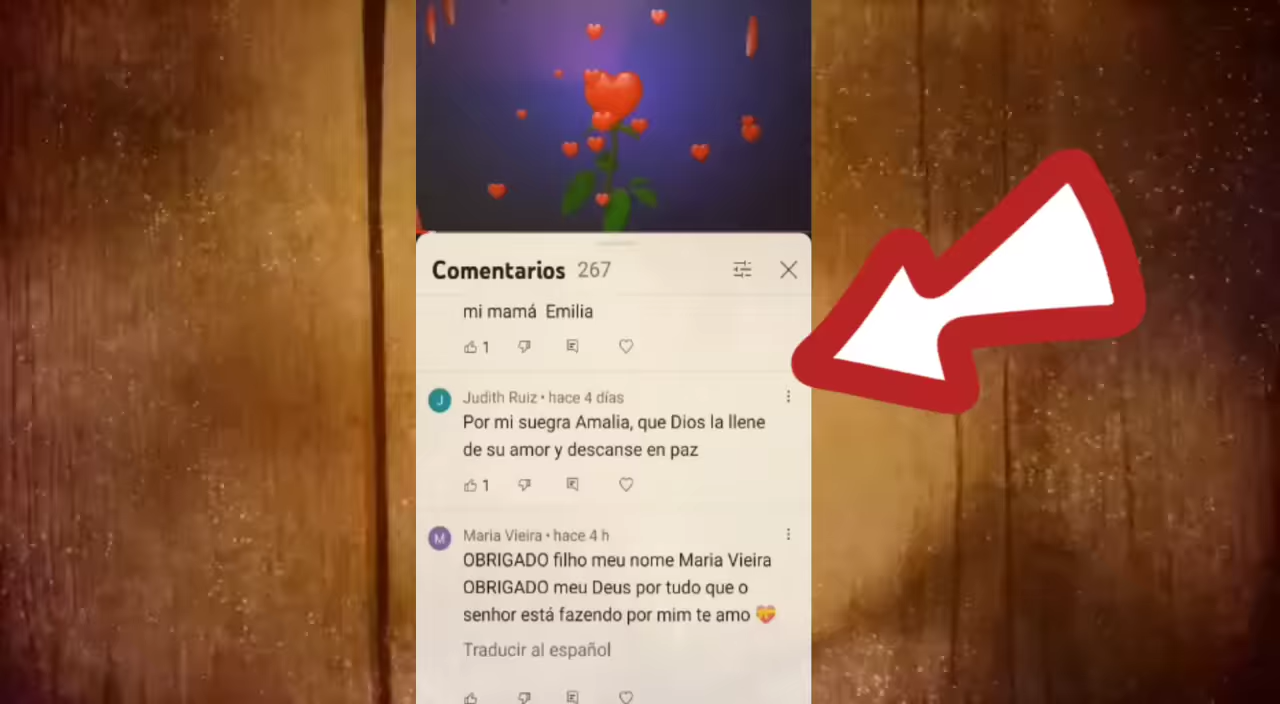 Comentarios 267
mi mamá Emilia
1
J
Judith Ruiz • hace 4 días
Por mi suegra Amalia, que Dios la llene
de su amor y descanse en paz
1
M
Maria Vieira • hace 4 h
OBRIGADO filho meu nome Maria Vieira
OBRIGADO meu Deus por tudo que o
senhor está fazendo por mim te amo 💝
Traducir al español